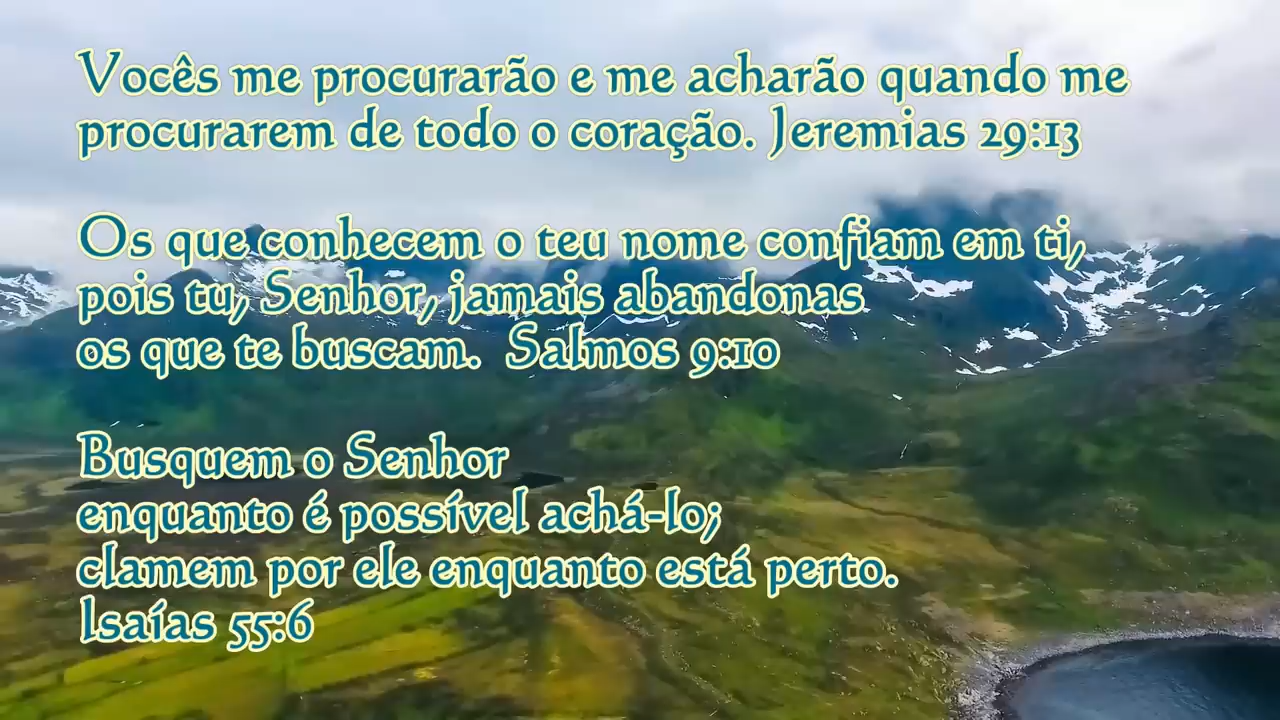 Vocês me procurarão e me acharão quando me
procurarem de todo o coração. Jeremias 29:13
Os que conhecem o teu nome confiam em ti,
pois tu, Senhor, jamais abandonas
os que te buscam. Salmos 9:10
Busquem o Senhor
enquanto é possível achá-lo;
clamem por ele enquanto está perto.
Isaías 55:6